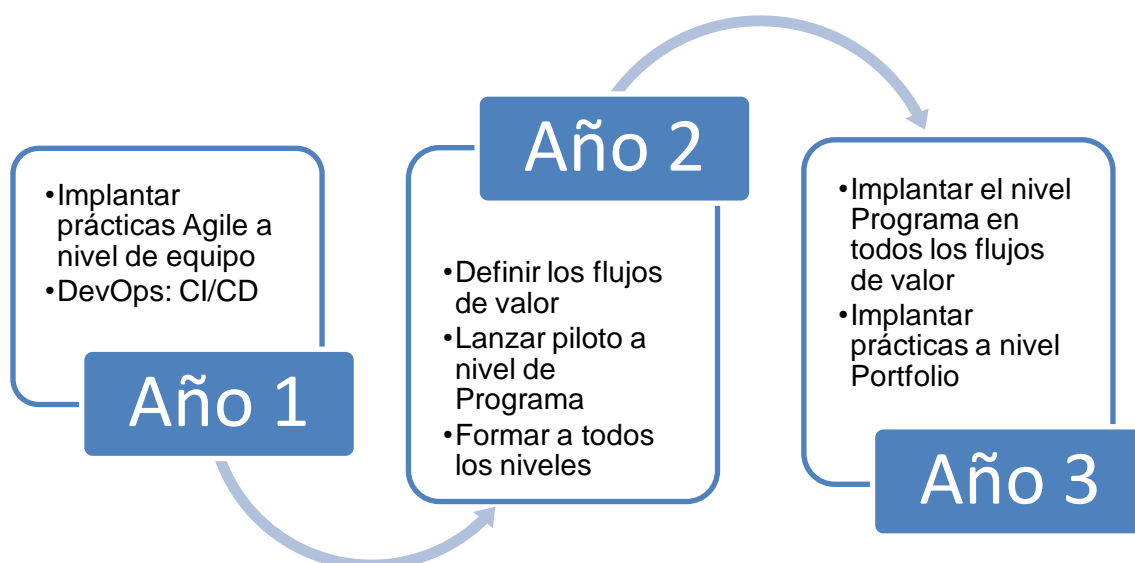 •Implantar
prácticas Agile a
nivel de equipo
•DevOps: CI/CD
Año 1
Año 2
•Definir los flujos
de valor
•Lanzar piloto a
nivel de
Programa
•Formar a todos
los niveles
•Implantar el nivel
Programa en
todos los flujos
de valor
•Implantar
prácticas a nivel
Portfolio
Año 3